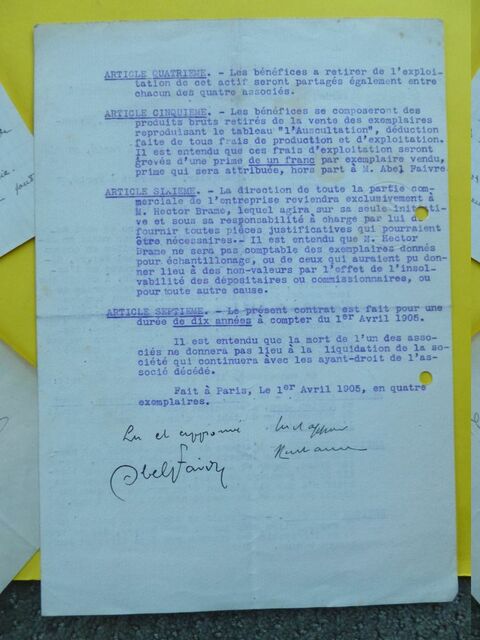 ARTICLE QUATRIEME. - Les bénéfices a retirer de l'exploi-
tation de cet actif seront partagés également entre
chacun des quatre associés.
ARTICLE CINQUIEME. - Les bénéfices se composeront des
produits bruts retirés de la vente des exemplaires
reproduisant le tableau "l'Auscultation", déduction
faite de tous frais de production et d'exploitation.
Il est entendu que ces frais d'exploitation seront
grevés d'une prime de un franc par exemplaire vendu,
prime qui sera attribuée, hors part à M. Abel Faivre
ARTICLE SIXIEME. - La direction de toute la partie com-
merciale de l'entreprise reviendra exclusivement à
M. Hector Brame, lequel agira sur sa seule initiat-
tive et sous sa responsabilité à charge par lui de
fournir toutes pièces justificatives qui pourraient
être nécessaires.- Il est entendu que M. Hector
Brame ne sera pas comptable des exemplaires donnés
pour échantillonage, ou de ceux qui auraient pu don-
ner lieu à des non-valeurs par l'effet de l'insol-
vabilité des dépositaires ou commissionnaires, ou
pour toute autre cause.
ARTICLE SEPTIEME. - Le présent contrat est fait pour une
durée de dix années à compter du 1er Avril 1905.
Il est entendu que la mort de l'un des asso-
ciés ne donnera pas lieu à la liquidation de la so-
ciété qui continuera avec les ayant-droit de l'as-
socié décédé.
Fait à Paris, Le 1er Avril 1905, en quatre
exemplaires.
Lu et approuvé
Abel Faivre